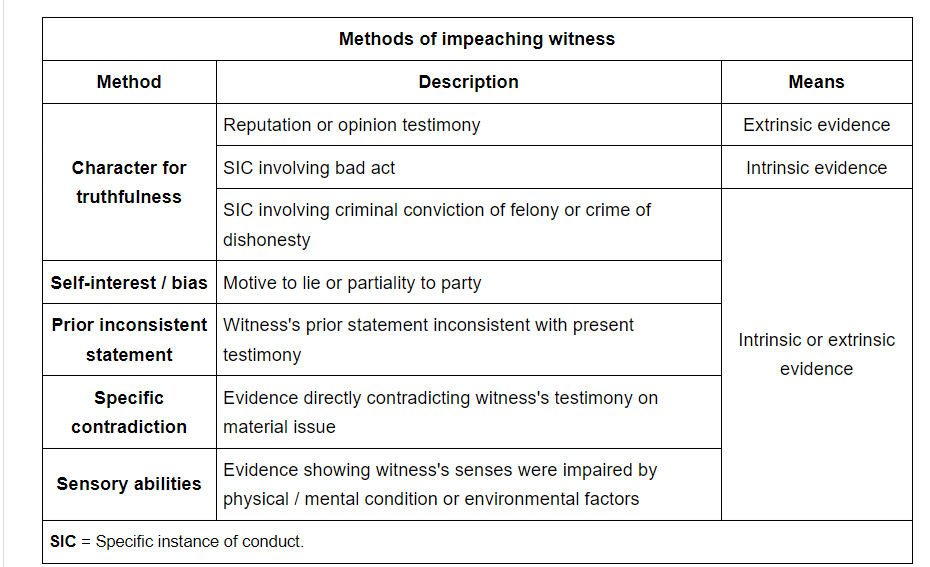 Methods of impeaching witness
Method Description Means
Character for
truthfulness
Reputation or opinion testimony
Extrinsic evidence
SIC involving bad act
Intrinsic evidence
SIC involving criminal conviction of felony or crime of
dishonesty
Self-interest / bias
Motive to lie or partiality to party
Prior inconsistent
statement
Witness's prior statement inconsistent with present
testimony
Specific
contradiction
Evidence directly contradicting witness's testimony on
material issue
Sensory abilities
Evidence showing witness's senses were impaired by
physical / mental condition or environmental factors
Intrinsic or extrinsic
evidence
SIC = Specific instance of conduct.